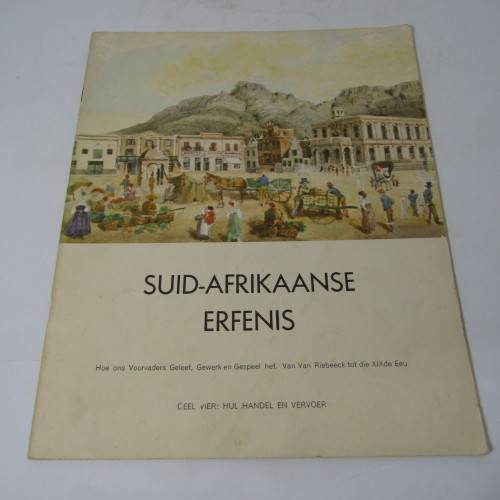 SUID-AFRIKAANSE
ERFENIS
Hoe ons Voorvaders Geleef, Gewerk en Gespeel het. Van Van Riebeeck tot die XIXde Eeu
DEEL VIER: HUL HANDEL EN VERVOER